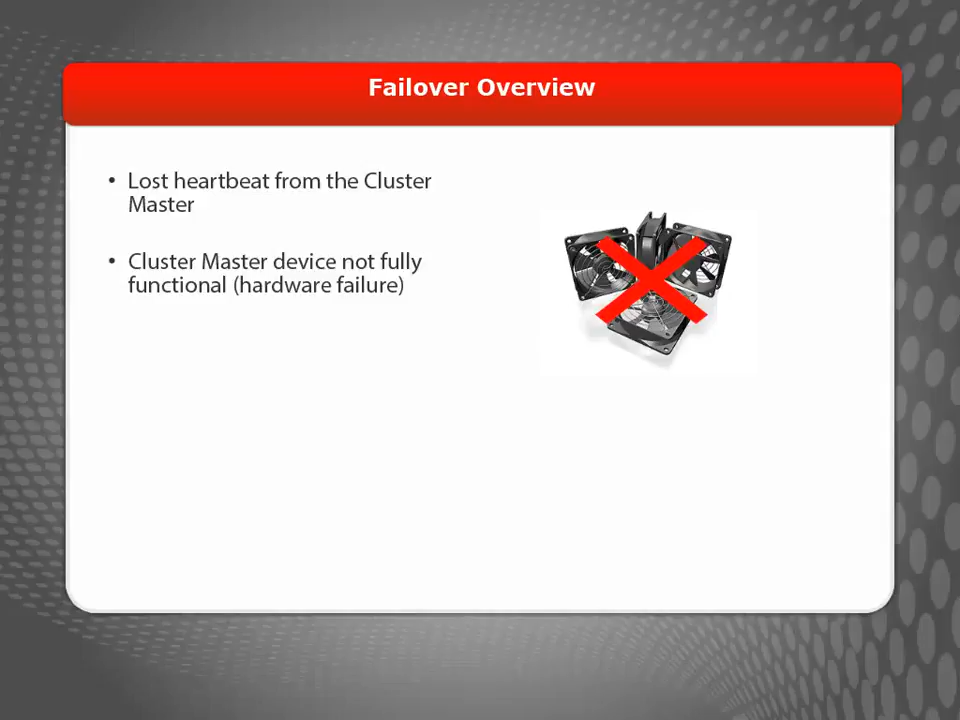 Failover Overview
• Lost heartbeat from the Cluster
Master
• Cluster Master device not fully
functional (hardware failure)